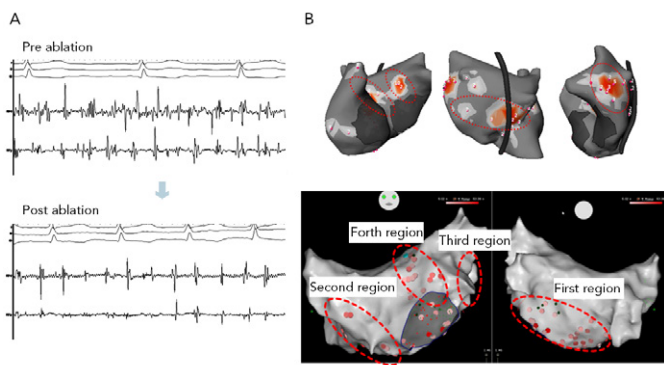 A
Pre ablation
Post ablation
B
Forth region
Third region
Second region
First region